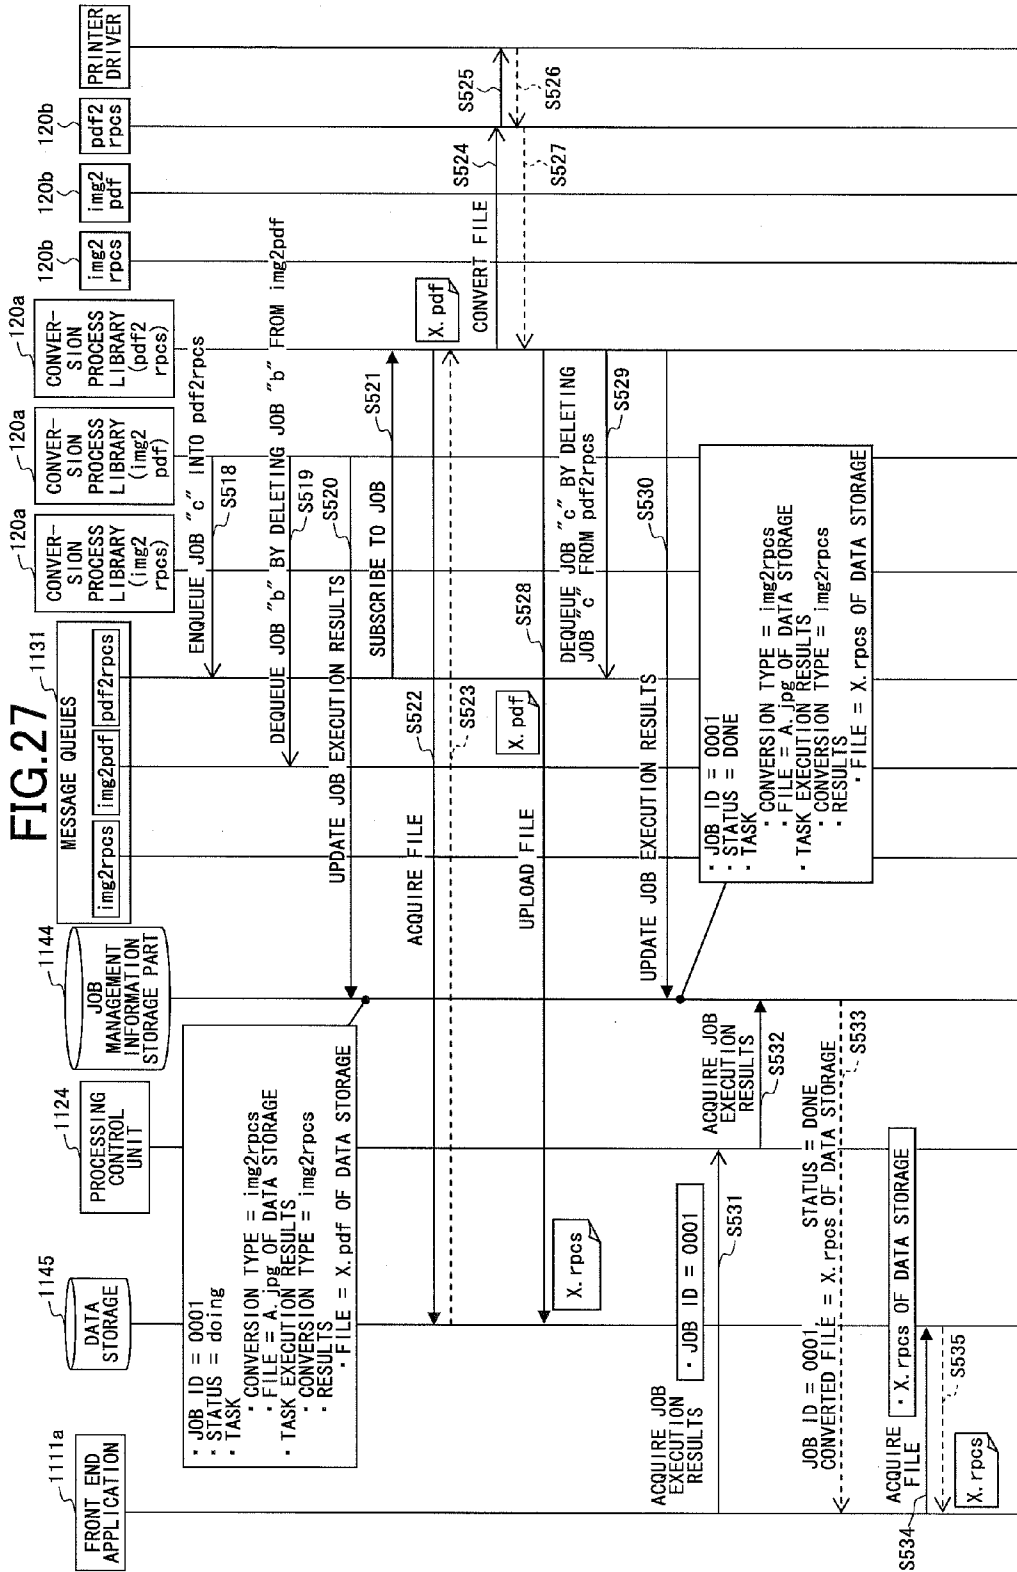 FIG.27
1111a
FRONT END
APPLICATION
1145
DATA
STORAGE
1124
PROCESSING
CONTROL
UNIT
1144
JOB
MANAGEMENT
INFORMATION
STORAGE PART
1131
MESSAGE QUEUES
img2rpcs
img2pdf
pdf2rpcs
120a
CONVER-
SION
PROCESS
LIBRARY
(img2
rpcs)
120a
CONVER-
SION
PROCESS
LIBRARY
(img2
pdf)
120a
CONVER-
SION
PROCESS
LIBRARY
(pdf2
rpcs)
120b
img2
rpcs
120b
img2
pdf
120b
pdf2
rpcs
PRINTER
DRIVER
ENQUEUE JOB "c" INTO pdf2rpcs
S518
DEQUEUE JOB "b" BY DELETING JOB "b" FROM img2pdf
S519
UPDATE JOB EXECUTION RESULTS
S520
・JOB ID = 0001
・STATUS = doing
・TASK
・CONVERSION TYPE = img2rpcs
・FILE = A.jpg OF DATA STORAGE
・TASK EXECUTION RESULTS
・CONVERSION TYPE = img2rpcs
・RESULTS
・FILE = X.pdf OF DATA STORAGE
SUBSCRIBE TO JOB
S521
ACQUIRE FILE
S522
S523
X.pdf
CONVERT FILE
S524
S525
S526
S527
X.pdf
UPLOAD FILE
S528
X.rpcs
DEQUEUE JOB "c" BY DELETING
JOB "c" FROM pdf2rpcs
S529
UPDATE JOB EXECUTION RESULTS
S530
・JOB ID = 0001
・STATUS = DONE
・TASK
・CONVERSION TYPE = img2rpcs
・FILE = A.jpg OF DATA STORAGE
・TASK EXECUTION RESULTS
・CONVERSION TYPE = img2rpcs
・RESULTS
・FILE = X.rpcs OF DATA STORAGE
ACQUIRE JOB
EXECUTION
RESULTS
・JOB ID = 0001
S531
ACQUIRE JOB
EXECUTION
RESULTS
S532
JOB ID = 0001, STATUS = DONE
CONVERTED FILE = X.rpcs OF DATA STORAGE
S533
ACQUIRE
FILE
・X.rpcs OF DATA STORAGE
S534
S535
X.rpcs